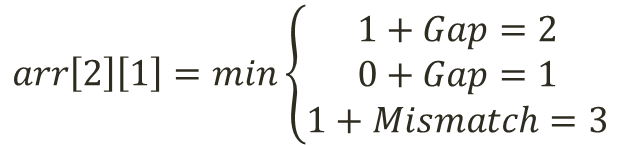 1 + Gap = 2
arr[2][1] = min { 0 + Gap = 1
1 + Mismatch = 3